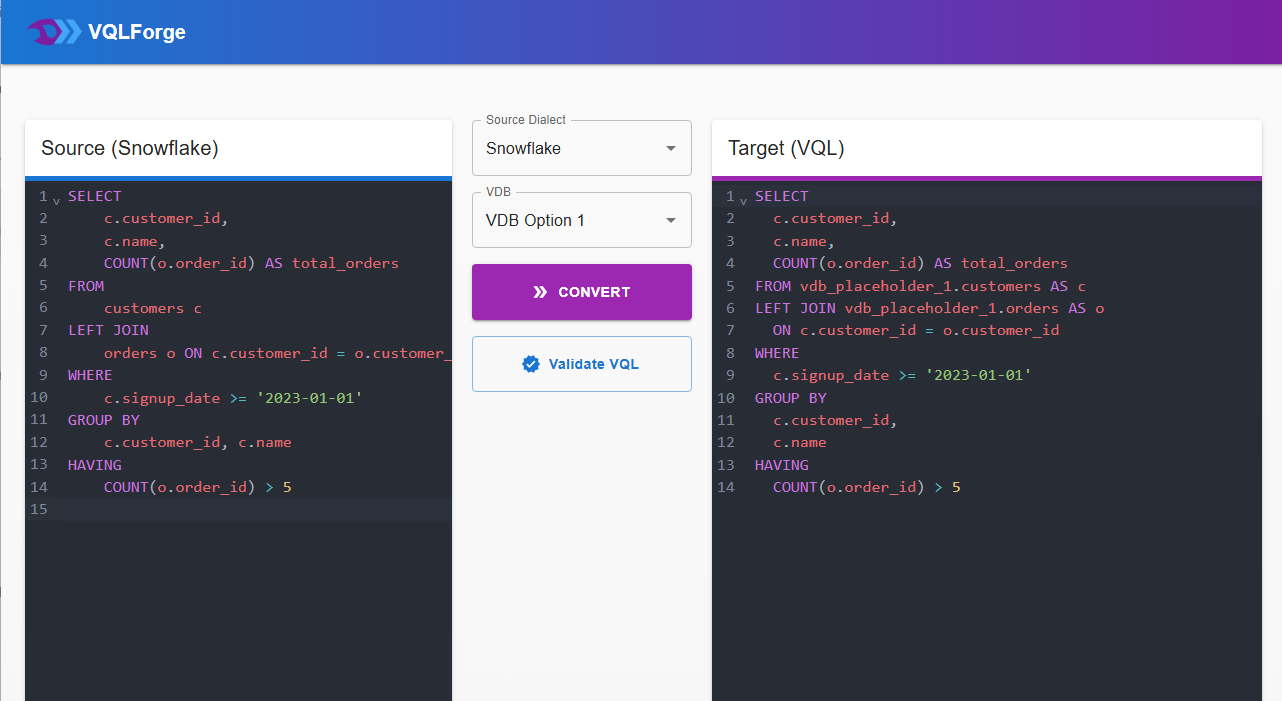 VQLForge
Source (Snowflake)
1 SELECT
2 c.customer_id,
3 c.name,
4 COUNT(o.order_id) AS total_orders
5 FROM
6 customers c
7 LEFT JOIN
8 orders o ON c.customer_id = o.customer_
9 WHERE
10 c.signup_date >= '2023-01-01'
11 GROUP BY
12 c.customer_id, c.name
13 HAVING
14 COUNT(o.order_id) > 5
15
Source Dialect
Snowflake
VDB
VDB Option 1
CONVERT
Validate VQL
Target (VQL)
1 SELECT
2 c.customer_id,
3 c.name,
4 COUNT(o.order_id) AS total_orders
5 FROM vdb_placeholder_1.customers AS c
6 LEFT JOIN vdb_placeholder_1.orders AS o
7 ON c.customer_id = o.customer_id
8 WHERE
9 c.signup_date >= '2023-01-01'
10 GROUP BY
11 c.customer_id,
12 c.name
13 HAVING
14 COUNT(o.order_id) > 5